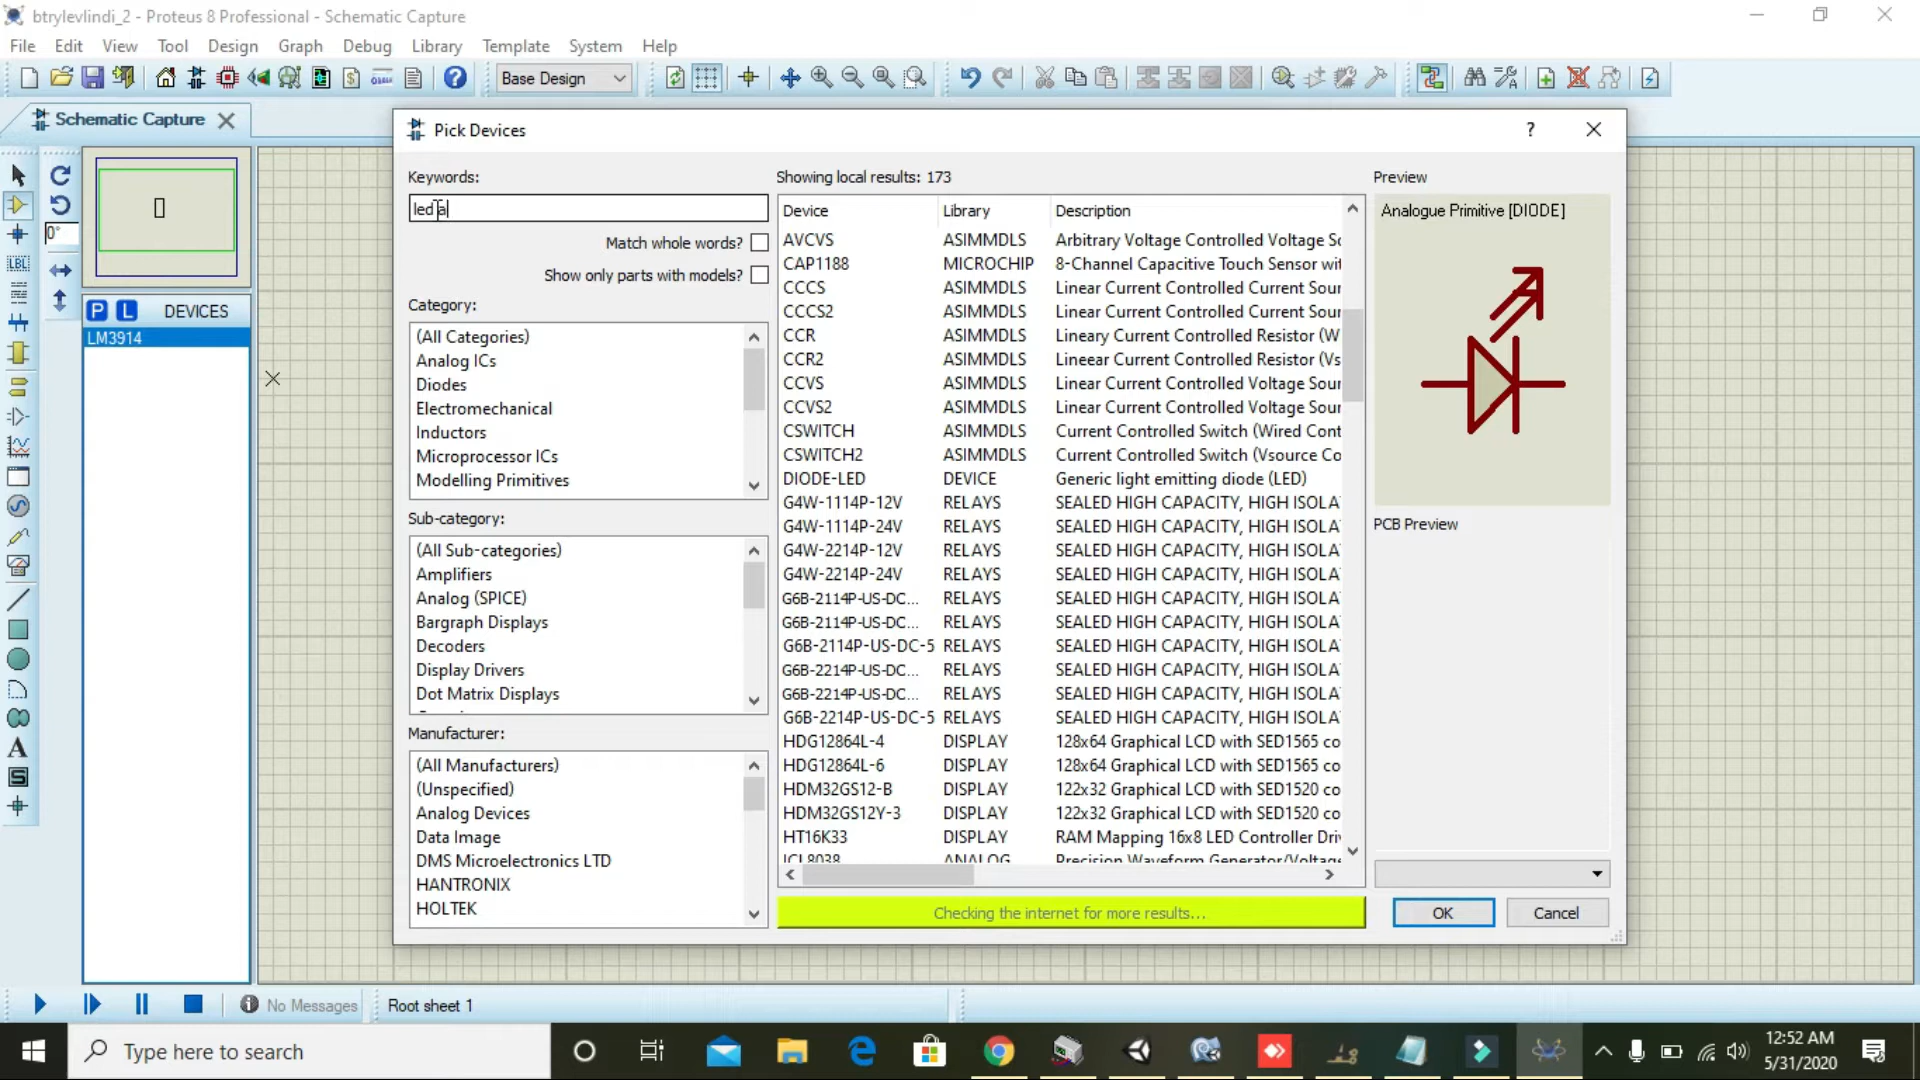 btrylevlindi_2 - Proteus 8 Professional - Schematic Capture
File Edit View Tool Design Graph Debug Library Template System Help
Base Design
Schematic Capture
Pick Devices
Keywords:
led a
Match whole words?
Show only parts with models?
Category:
(All Categories)
Analog ICs
Diodes
Electromechanical
Inductors
Microprocessor ICs
Modelling Primitives
Sub-category:
(All Sub-categories)
Amplifiers
Analog (SPICE)
Bargraph Displays
Decoders
Display Drivers
Dot Matrix Displays
Manufacturer:
(All Manufacturers)
(Unspecified)
Analog Devices
Data Image
DMS Microelectronics LTD
HANTRONIX
HOLTEK
Showing local results: 173
Device Library Description
AVCVS ASIMMDLS Arbitrary Voltage Controlled Voltage So
CAP1188 MICROCHIP 8-Channel Capacitive Touch Sensor wit
CCCS ASIMMDLS Linear Current Controlled Current Sour
CCCS2 ASIMMDLS Linear Current Controlled Current Sour
CCR ASIMMDLS Lineary Current Controlled Resistor (W
CCR2 ASIMMDLS Lineear Current Controlled Resistor (Vs
CCVS ASIMMDLS Linear Current Controlled Voltage Sour
CCVS2 ASIMMDLS Linear Current Controlled Voltage Sour
CSWITCH ASIMMDLS Current Controlled Switch (Wired Cont
CSWITCH2 ASIMMDLS Current Controlled Switch (Vsource Co
DIODE-LED DEVICE Generic light emitting diode (LED)
G4W-1114P-12V RELAYS SEALED HIGH CAPACITY, HIGH ISOLA
G4W-1114P-24V RELAYS SEALED HIGH CAPACITY, HIGH ISOLA
G4W-2214P-12V RELAYS SEALED HIGH CAPACITY, HIGH ISOLA
G4W-2214P-24V RELAYS SEALED HIGH CAPACITY, HIGH ISOLA
G6B-2114P-US-DC... RELAYS SEALED HIGH CAPACITY, HIGH ISOLA
G6B-2114P-US-DC... RELAYS SEALED HIGH CAPACITY, HIGH ISOLA
G6B-2114P-US-DC-5 RELAYS SEALED HIGH CAPACITY, HIGH ISOLA
G6B-2214P-US-DC... RELAYS SEALED HIGH CAPACITY, HIGH ISOLA
G6B-2214P-US-DC... RELAYS SEALED HIGH CAPACITY, HIGH ISOLA
G6B-2214P-US-DC-5 RELAYS SEALED HIGH CAPACITY, HIGH ISOLA
HDG12864L-4 DISPLAY 128x64 Graphical LCD with SED1565 co
HDG12864L-6 DISPLAY 128x64 Graphical LCD with SED1565 co
HDM32GS12-B DISPLAY 122x32 Graphical LCD with SED1520 co
HDM32GS12Y-3 DISPLAY 122x32 Graphical LCD with SED1520 co
HT16K33 DISPLAY RAM Mapping 16x8 LED Controller Driv
ICL8038 ANALOG Precision Waveform Generator/Voltage
Checking the internet for more results...
Preview
Analogue Primitive [DIODE]
PCB Preview
OK Cancel
0°
LBL
P L DEVICES
LM3914
A
S
No Messages Root sheet 1
Type here to search
12:52 AM
5/31/2020